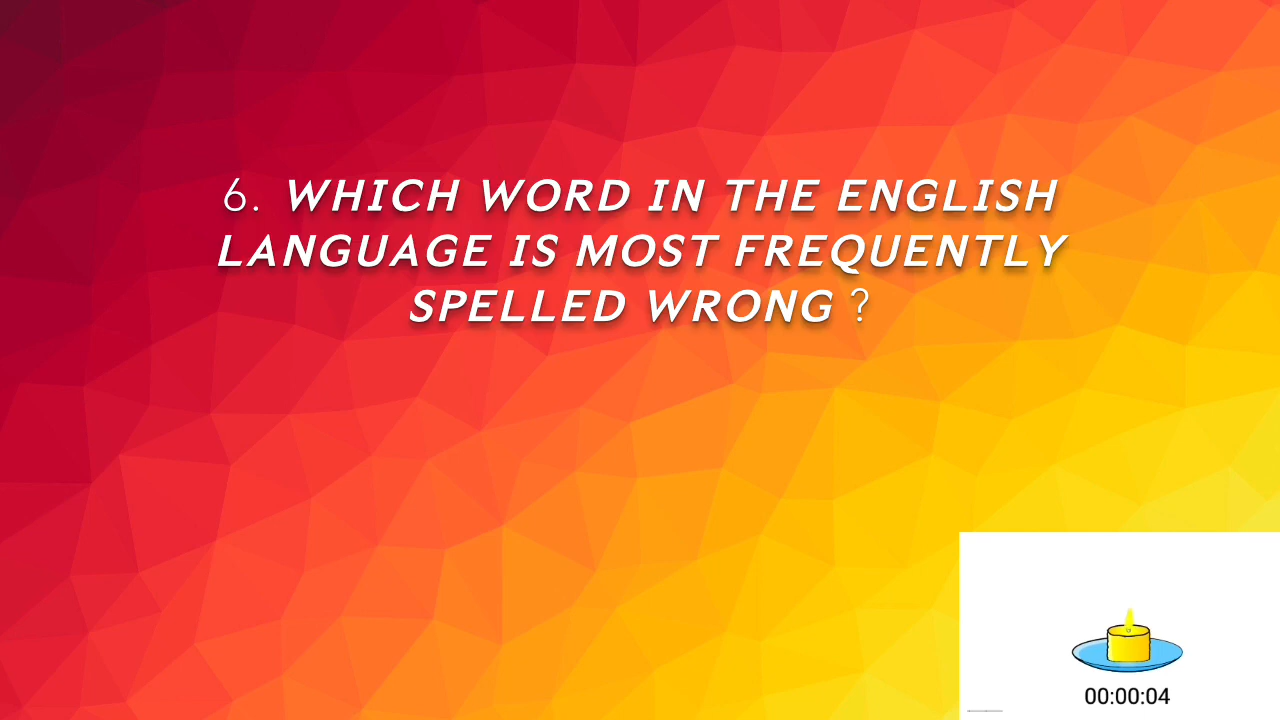 6. WHICH WORD IN THE ENGLISH
LANGUAGE IS MOST FREQUENTLY
SPELLED WRONG ?
00:00:04